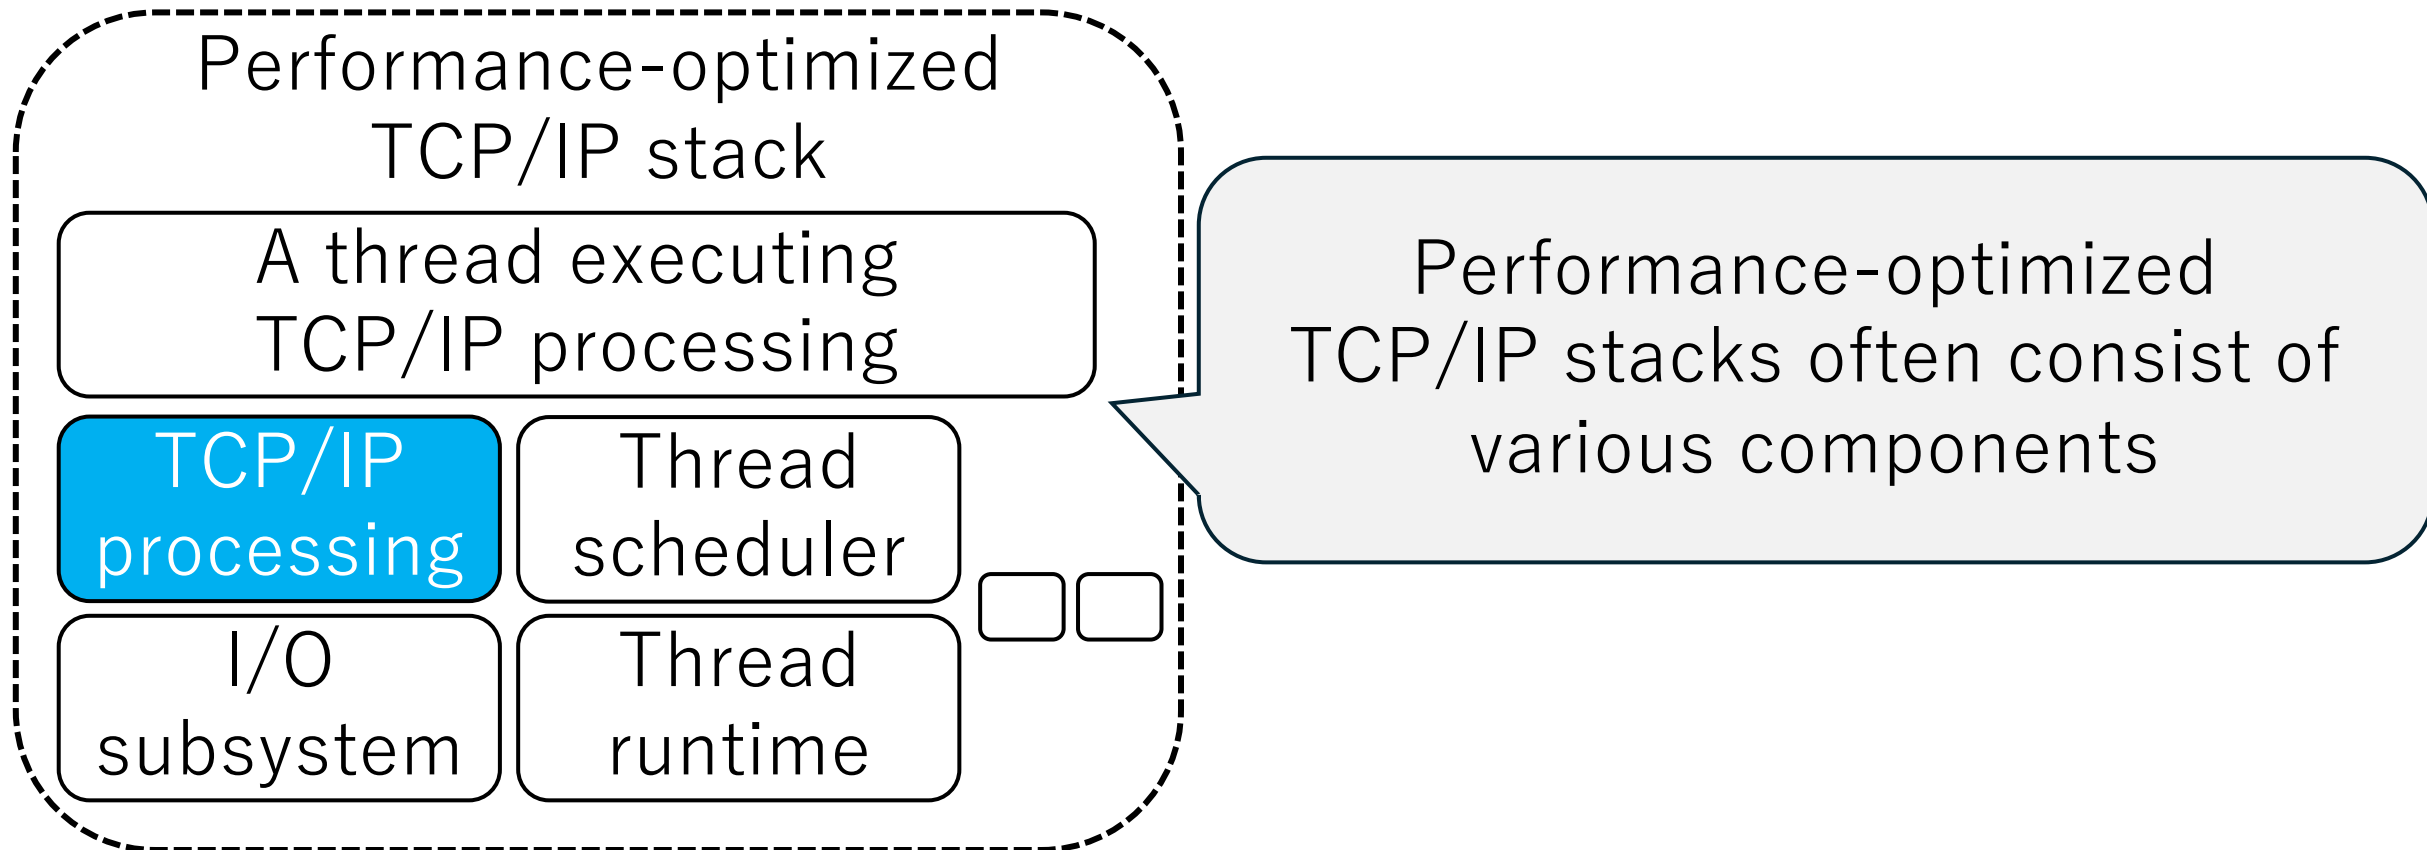 Performance-optimized
TCP/IP stack
A thread executing
TCP/IP processing
TCP/IP
processing
Thread
scheduler
I/O
subsystem
Thread
runtime
Performance-optimized
TCP/IP stacks often consist of
various components